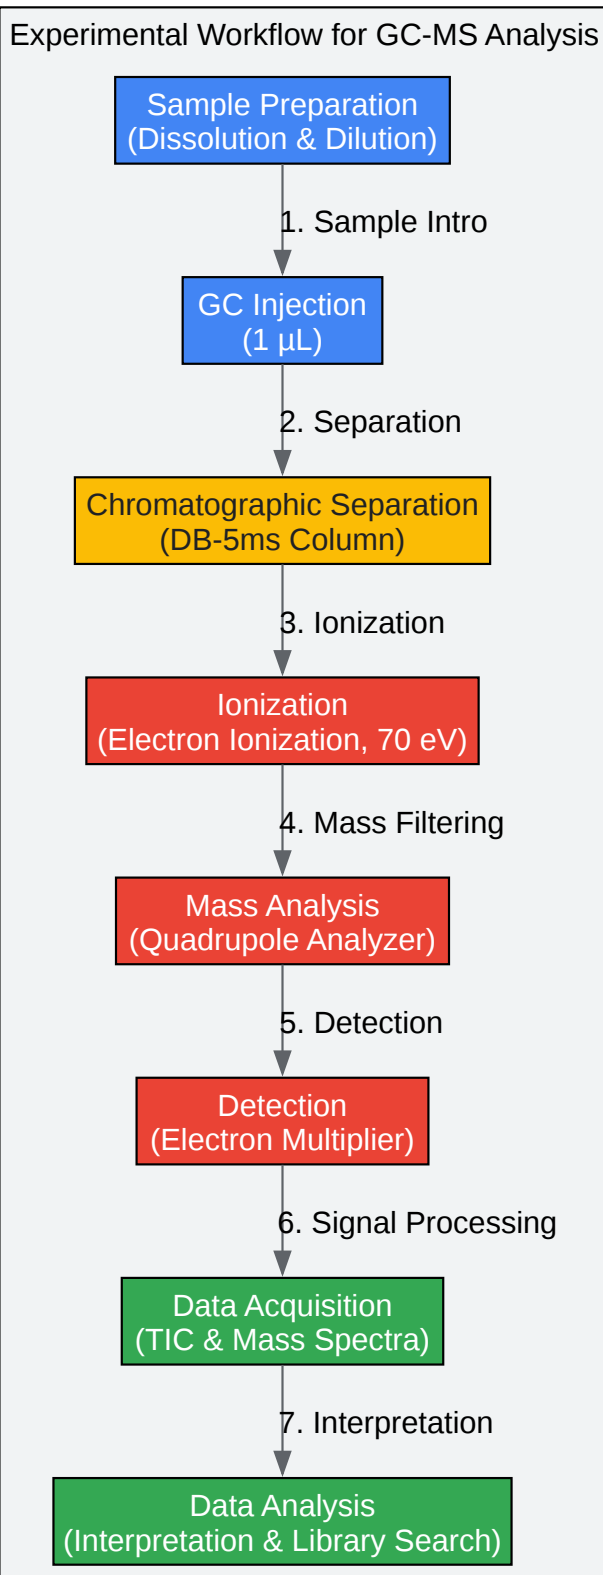 Experimental Workflow for GC-MS Analysis
Sample Preparation
(Dissolution & Dilution)
1. Sample Intro
GC Injection
(1 µL)
2. Separation
Chromatographic Separation
(DB-5ms Column)
3. Ionization
Ionization
(Electron Ionization, 70 eV)
4. Mass Filtering
Mass Analysis
(Quadrupole Analyzer)
5. Detection
Detection
(Electron Multiplier)
6. Signal Processing
Data Acquisition
(TIC & Mass Spectra)
7. Interpretation
Data Analysis
(Interpretation & Library Search)